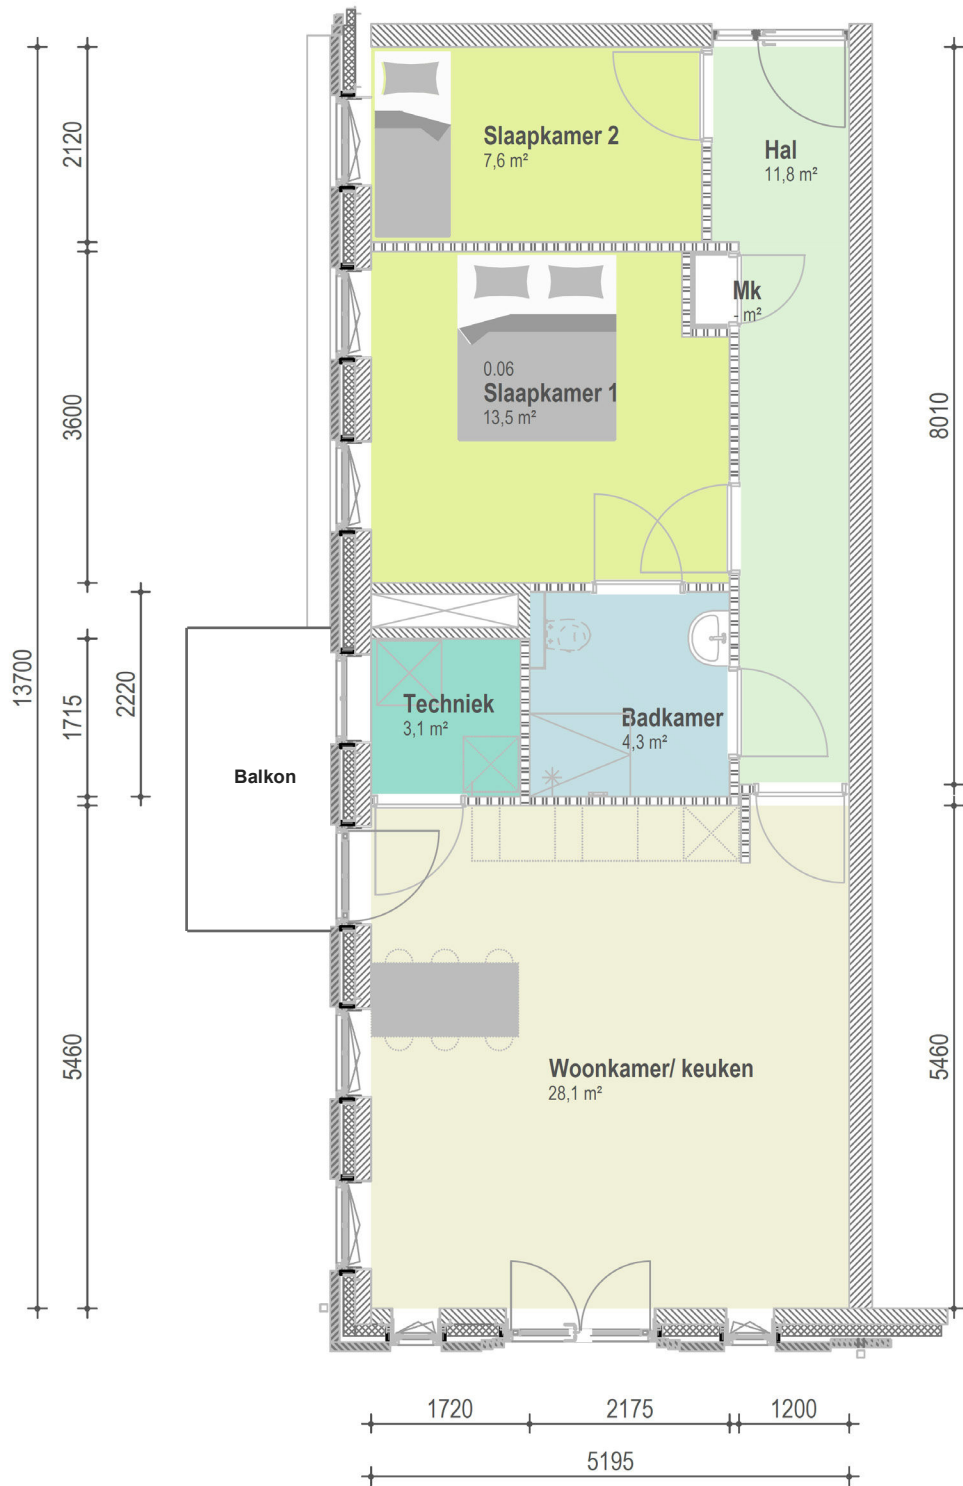 Slaapkamer 2
7,6 m²
Hal
11,8 m²
Mk
- m²
0.06
Slaapkamer 1
13,5 m²
Techniek
3,1 m²
Badkamer
4,3 m²
Balkon
Woonkamer/ keuken
28,1 m²
13700
2120
3600
1715
2220
5460
8010
5460
1720
2175
1200
5195